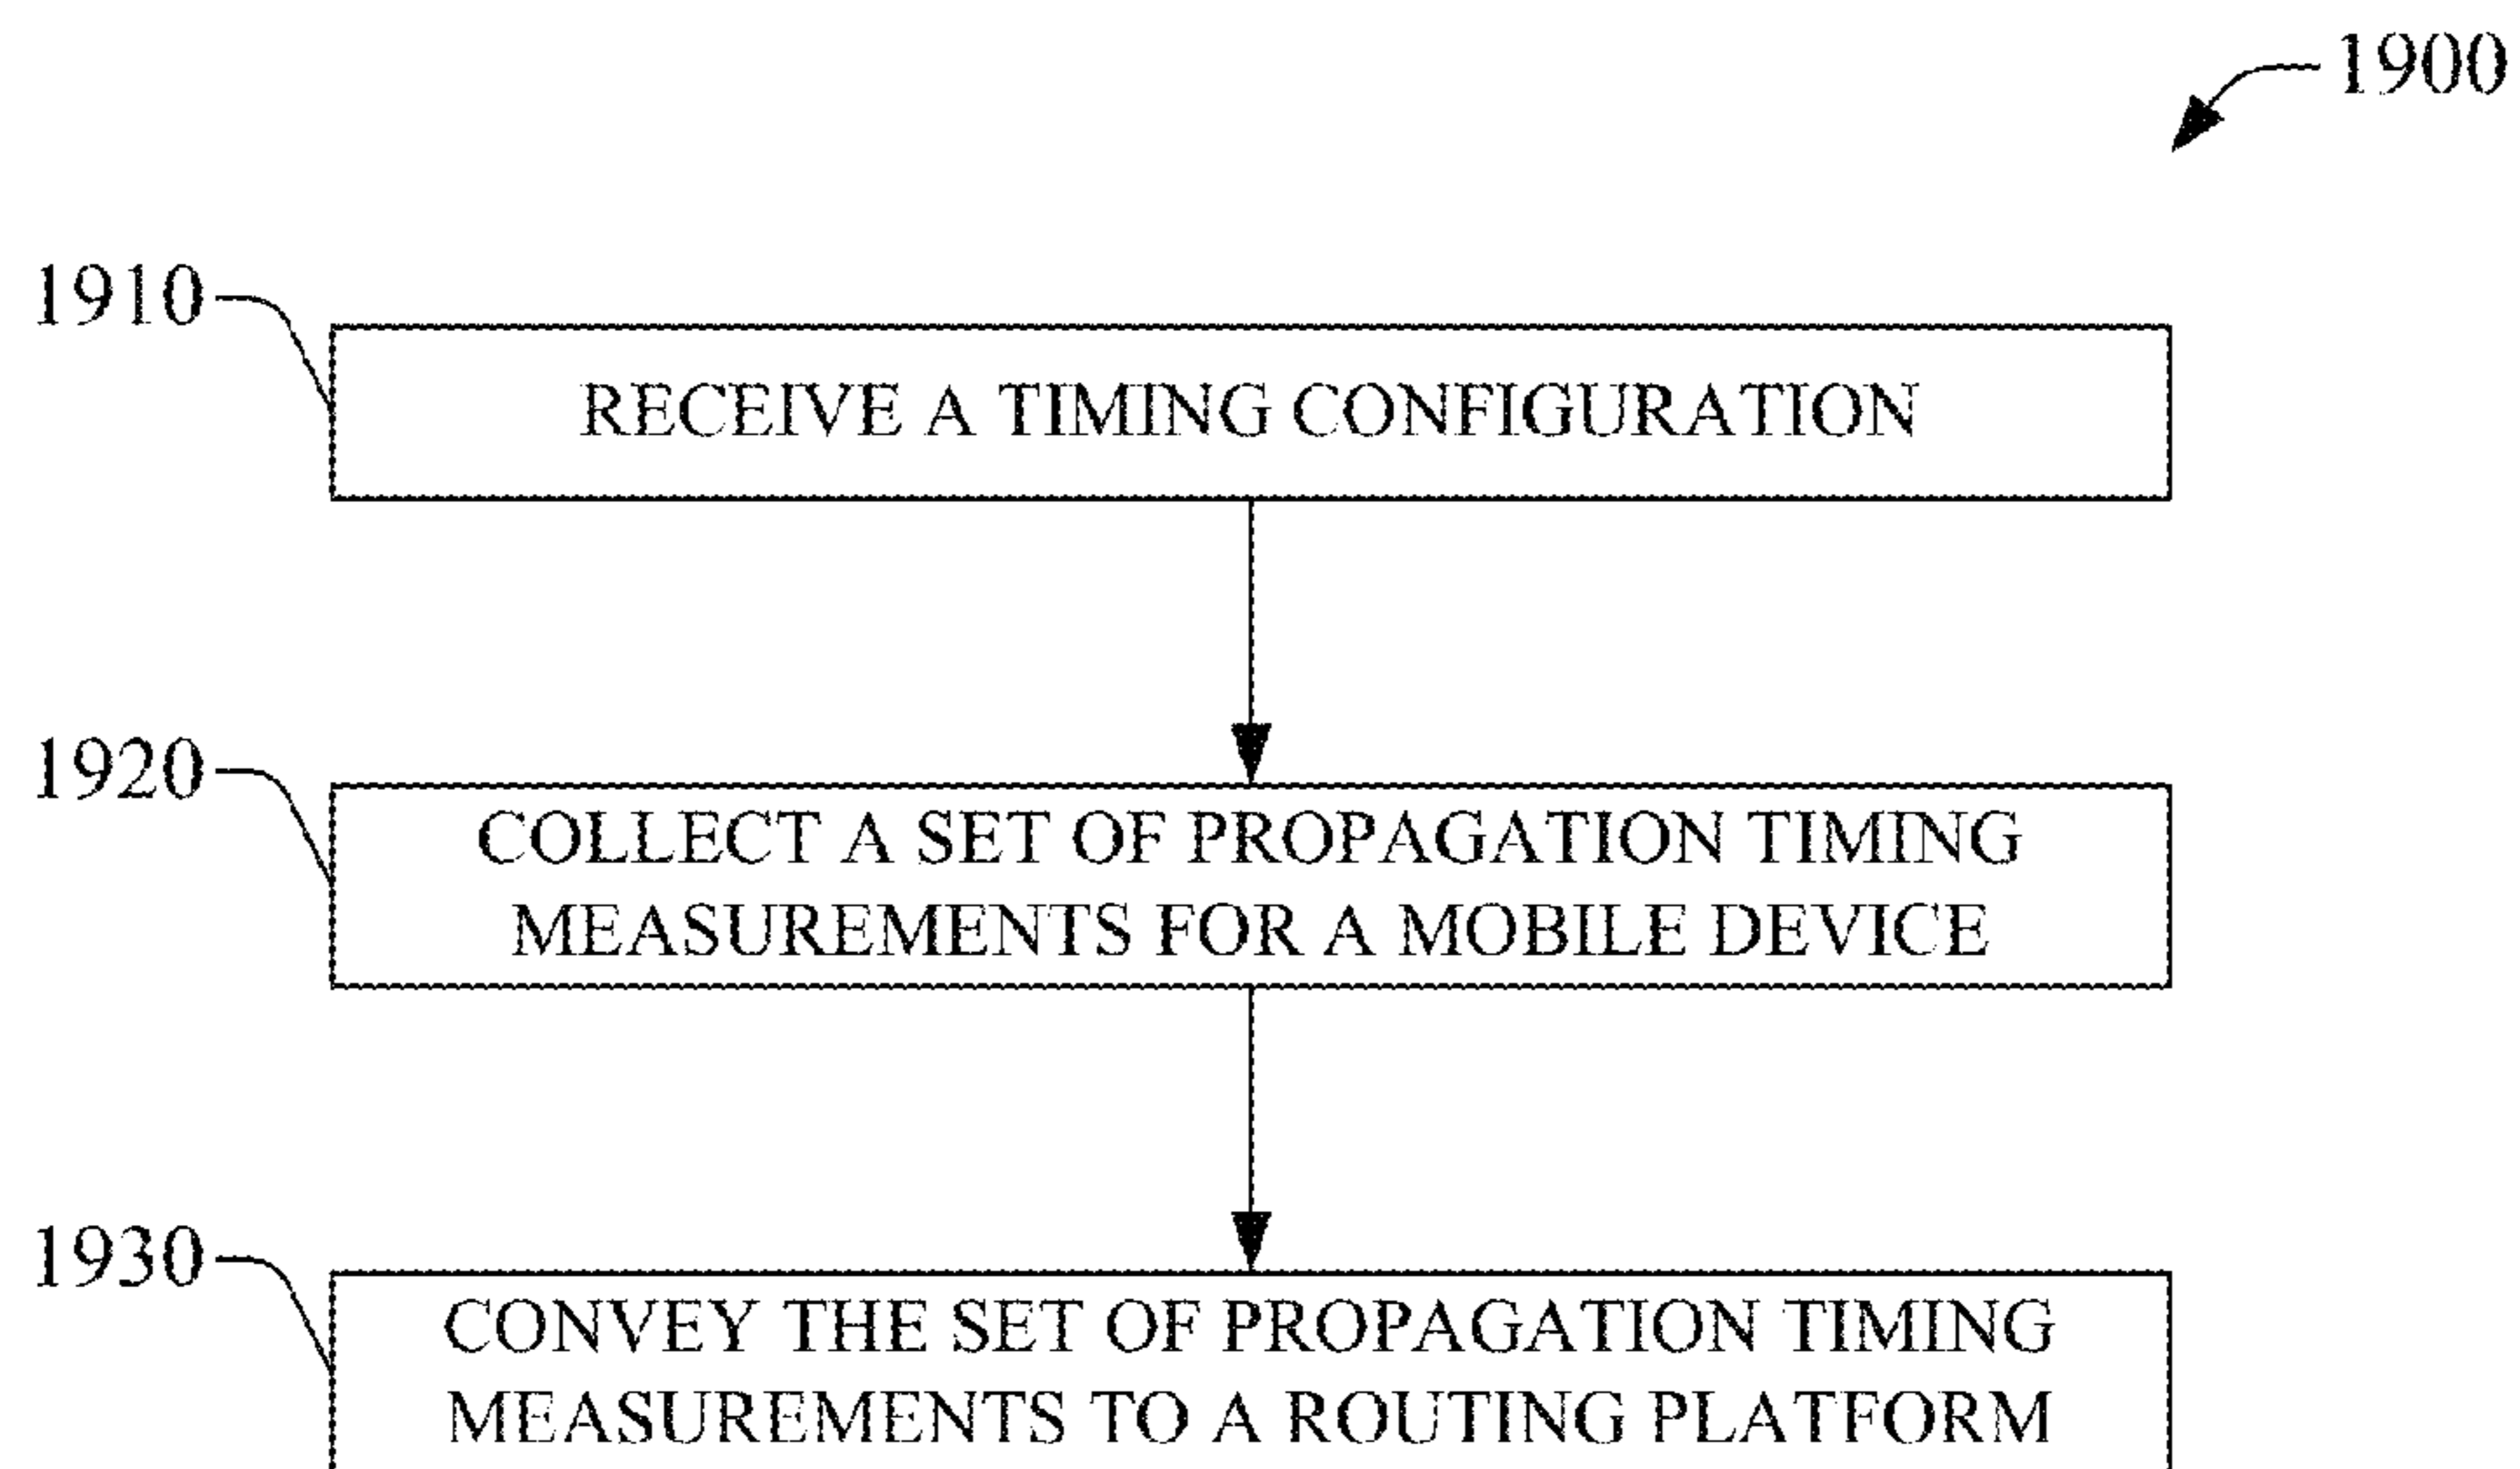 1900
1910
RECEIVE A TIMING CONFIGURATION
1920
COLLECT A SET OF PROPAGATION TIMING
MEASUREMENTS FOR A MOBILE DEVICE
1930
CONVEY THE SET OF PROPAGATION TIMING
MEASUREMENTS TO A ROUTING PLATFORM